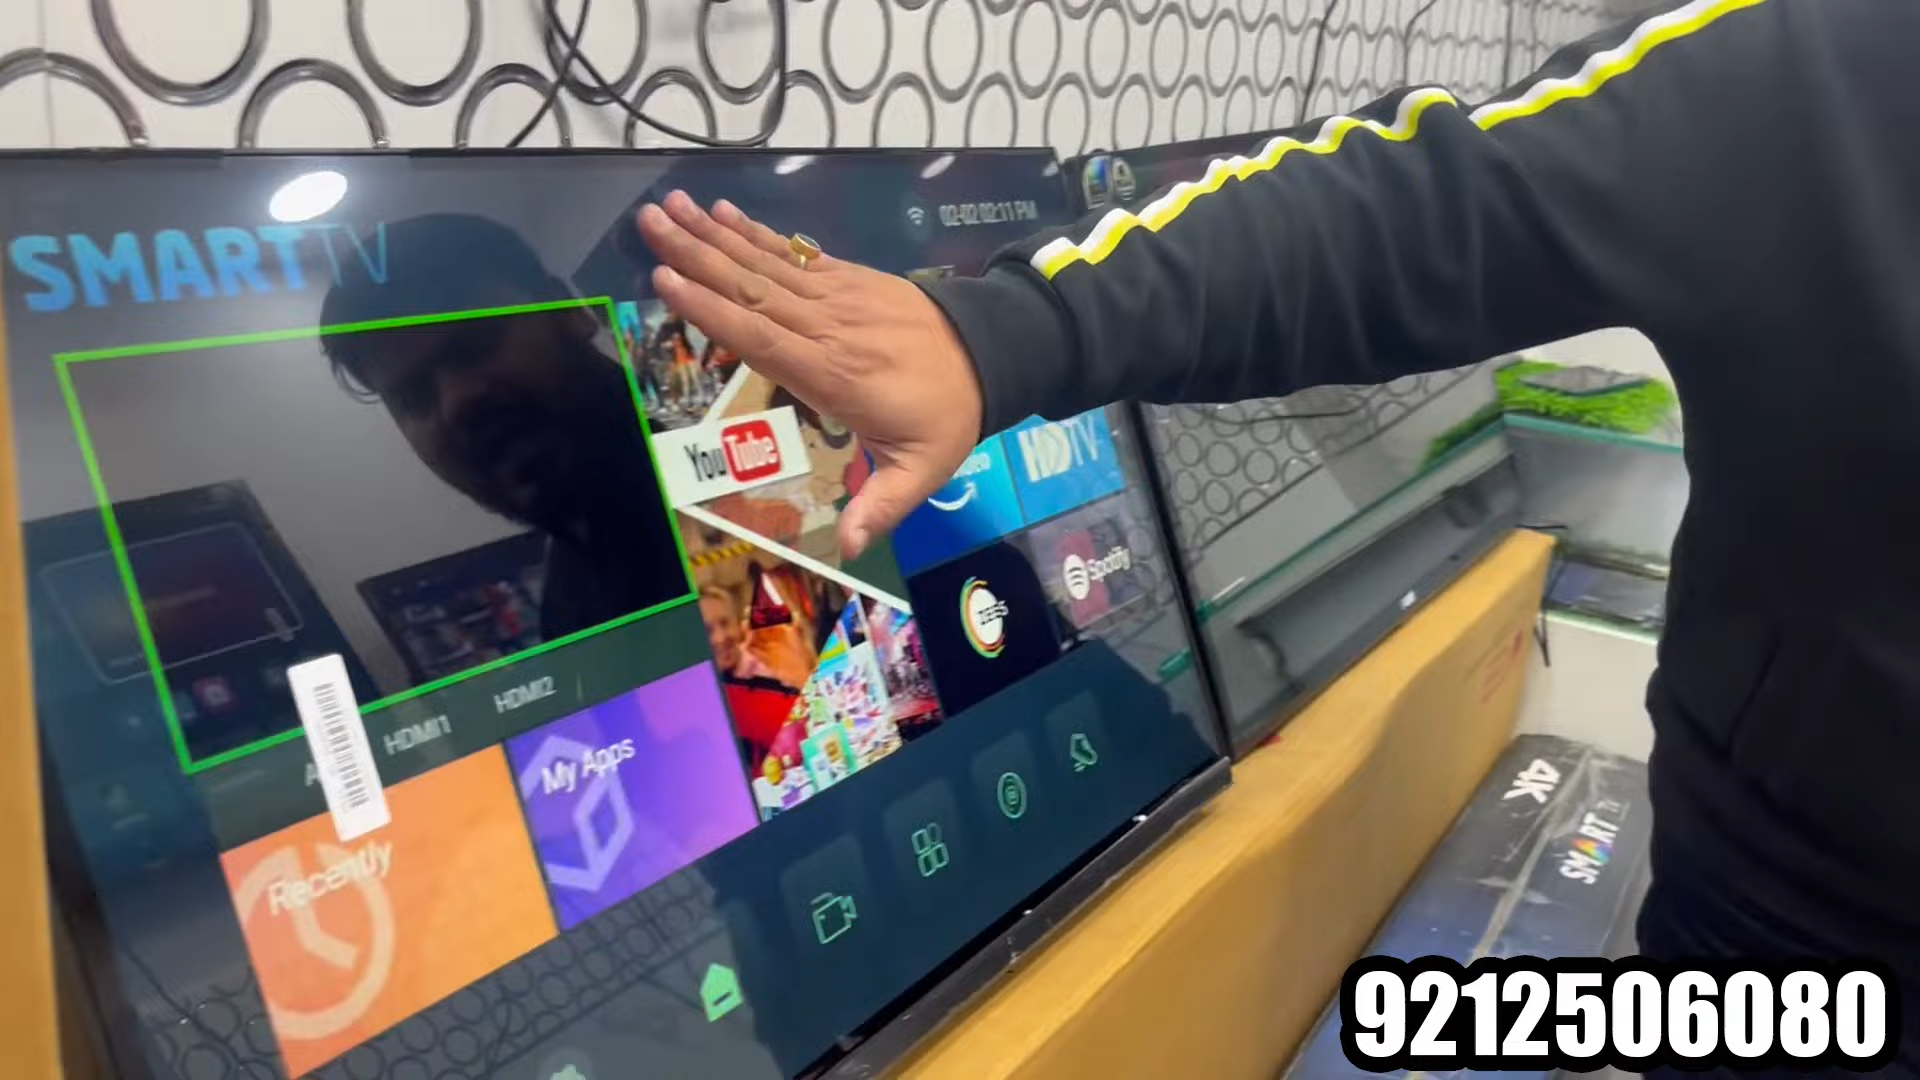 SMART TV
02-02 02:11 PM
YouTube
HDTV
Spotify
HDMI1
HDMI2
My Apps
Recently
4K
SMART TV
9212506080